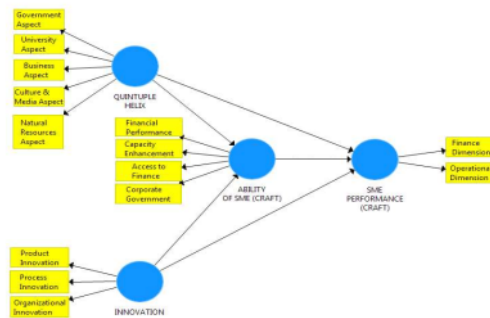 Government
Aspect
University
Aspect
Business
Aspect
Culture &
Media Aspect
Natural
Resources
Aspect
QUINTUPLE
HELIX
Financial
Performance
Capacity
Enhancement
Access to
Finance
Corporate
Government
ABILITY
OF SME (CRAFT)
SME
PERFORMANCE
(CRAFT)
Finance
Dimension
Operational
Dimension
Product
Innovation
Process
Innovation
Organizational
Innovation
INNOVATION